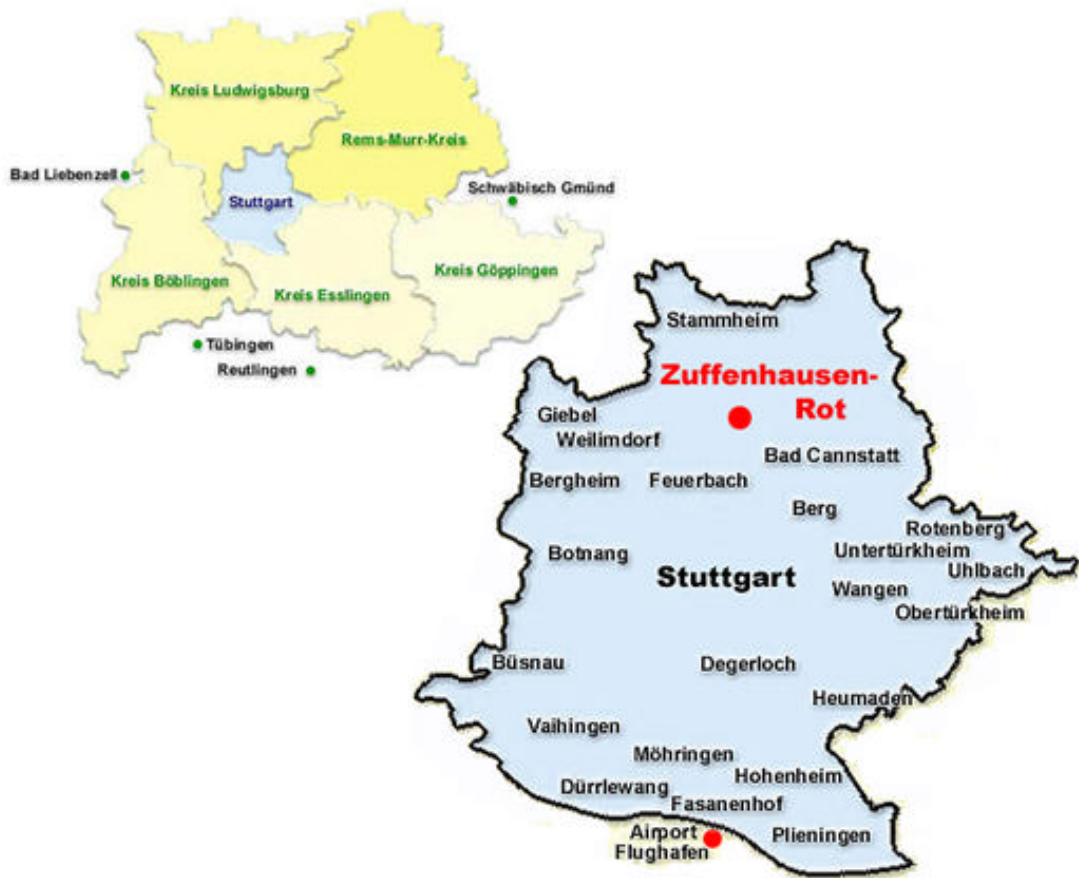 Kreis Ludwigsburg
Rems-Murr-Kreis
Bad Liebenzell
Schwäbisch Gmünd
Stuttgart
Kreis Böblingen
Kreis Esslingen
Kreis Göppingen
Tübingen
Reutlingen
Stammheim
Zuffenhausen-
Rot
Giebel
Weilimdorf
Bad Cannstatt
Bergheim
Feuerbach
Berg
Rotenberg
Botnang
Untertürkheim
Stuttgart
Uhlbach
Wangen
Obertürkheim
Büsnau
Degerloch
Heumaden
Vaihingen
Möhringen
Hohenheim
Dürrlewang
Fasanenhof
Airport
Flughafen
Plieningen